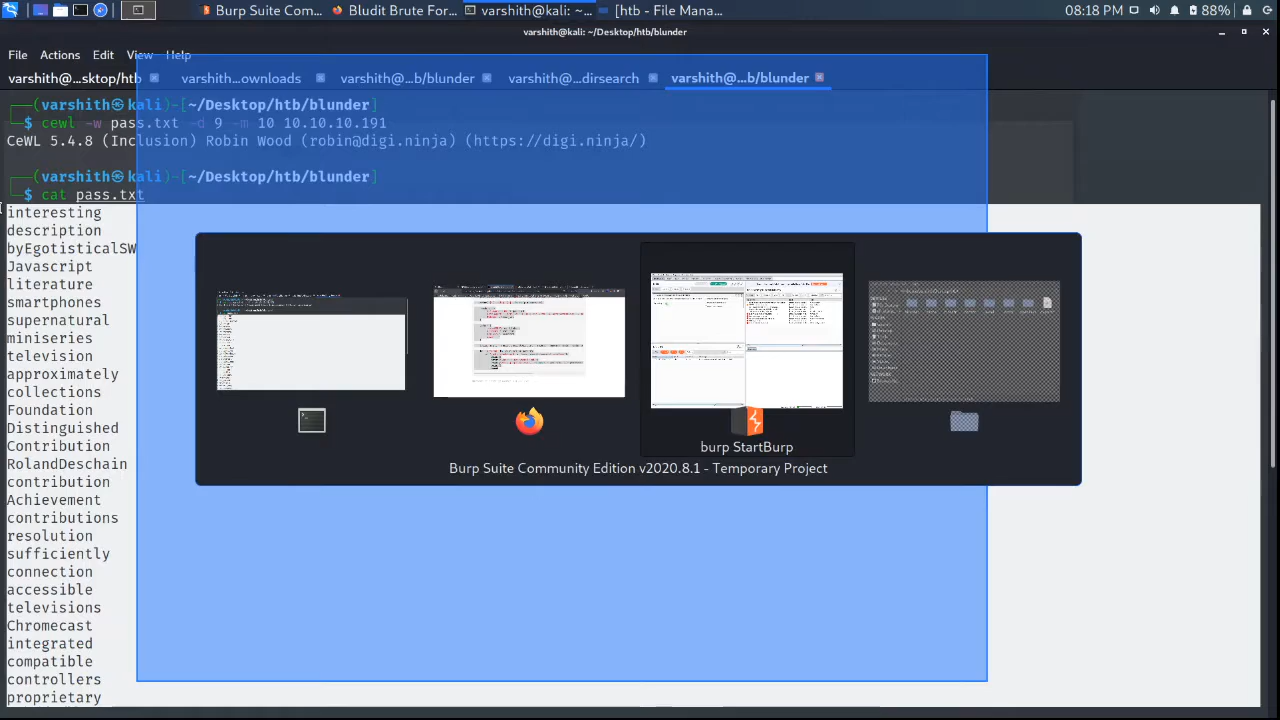 Burp Suite Com...
Bludit Brute For...
varshith@kali: ~...
[htb - File Mana...
08:18 PM
88%
varshith@kali: ~/Desktop/htb/blunder
File Actions Edit View Help
varshith@...sktop/htb
varshith...ownloads
varshith@...b/blunder
varshith@...dirsearch
varshith@...b/blunder
┌──(varshith㉿kali)-[~/Desktop/htb/blunder]
└─$ cewl -w pass.txt -d 9 -m 10 10.10.10.191
CeWL 5.4.8 (Inclusion) Robin Wood (robin@digi.ninja) (https://digi.ninja/)
┌──(varshith㉿kali)-[~/Desktop/htb/blunder]
└─$ cat pass.txt
interesting
description
byEgotisticalSW
Javascript
literature
smartphones
supernatural
miniseries
television
approximately
collections
Foundation
Distinguished
Contribution
RolandDeschain
contribution
Achievement
contributions
resolution
sufficiently
connection
accessible
televisions
Chromecast
integrated
compatible
controllers
proprietary
burp StartBurp
Burp Suite Community Edition v2020.8.1 - Temporary Project